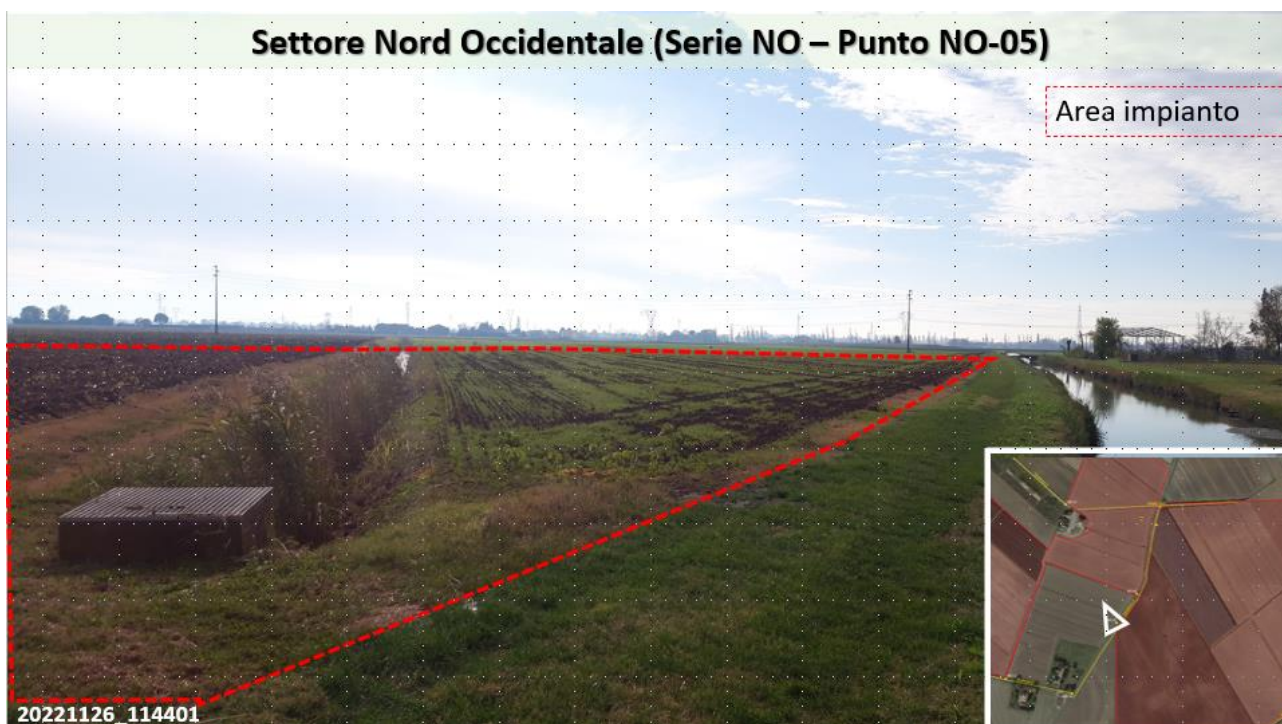 Settore Nord Occidentale (Serie NO – Punto NO-05)
Area impianto
20221126_114401